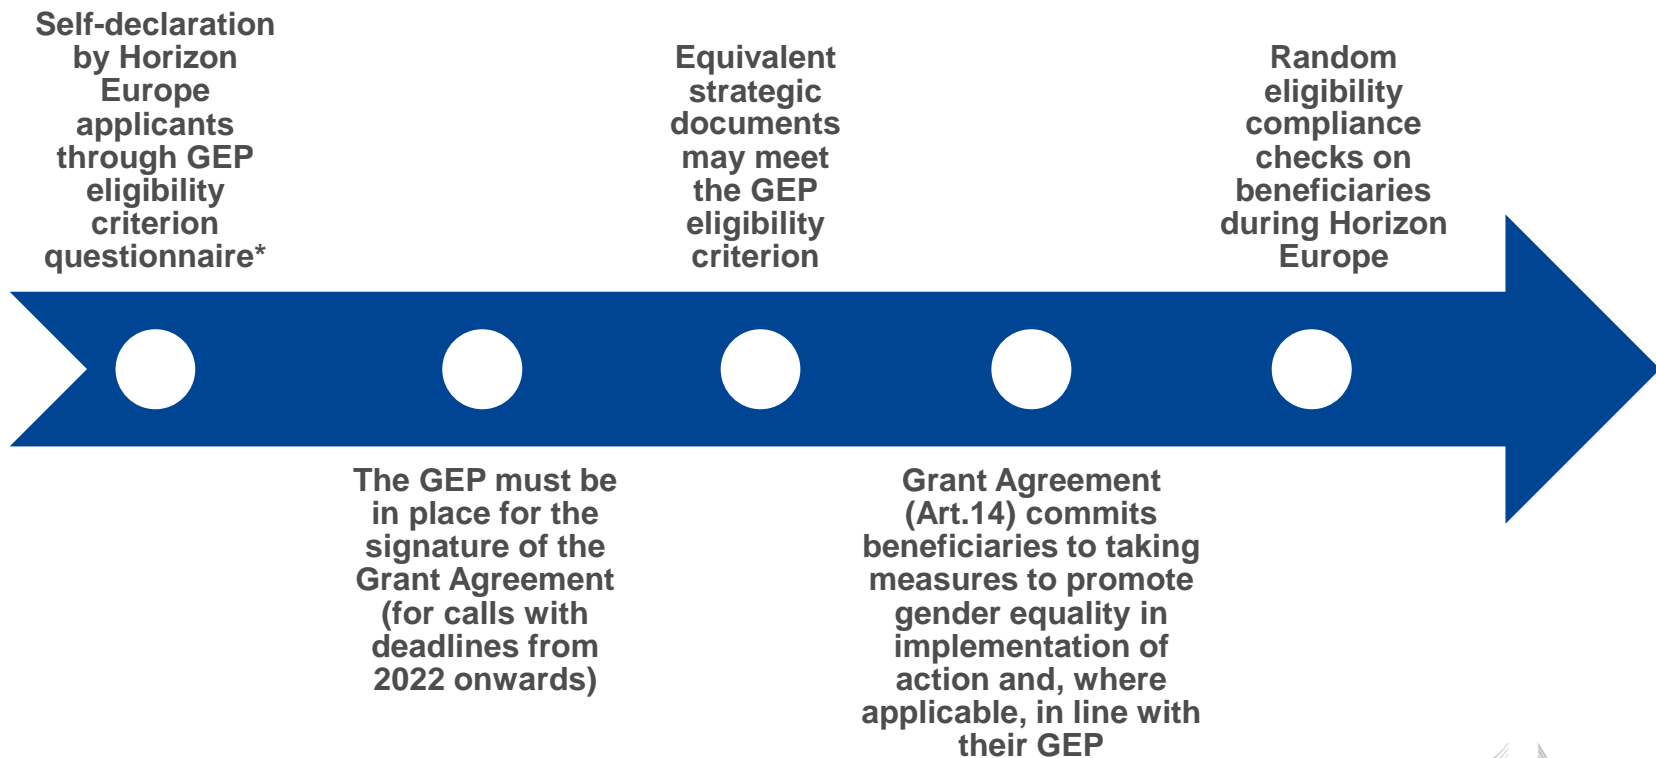 Self-declaration
by Horizon
Europe
applicants
through GEP
eligibility
criterion
questionnaire*
The GEP must be
in place for the
signature of the
Grant Agreement
(for calls with
deadlines from
2022 onwards)
Equivalent
strategic
documents
may meet
the GEP
eligibility
criterion
Grant Agreement
(Art.14) commits
beneficiaries to taking
measures to promote
gender equality in
implementation of
action and, where
applicable, in line with
their GEP
Random
eligibility
compliance
checks on
beneficiaries
during Horizon
Europe